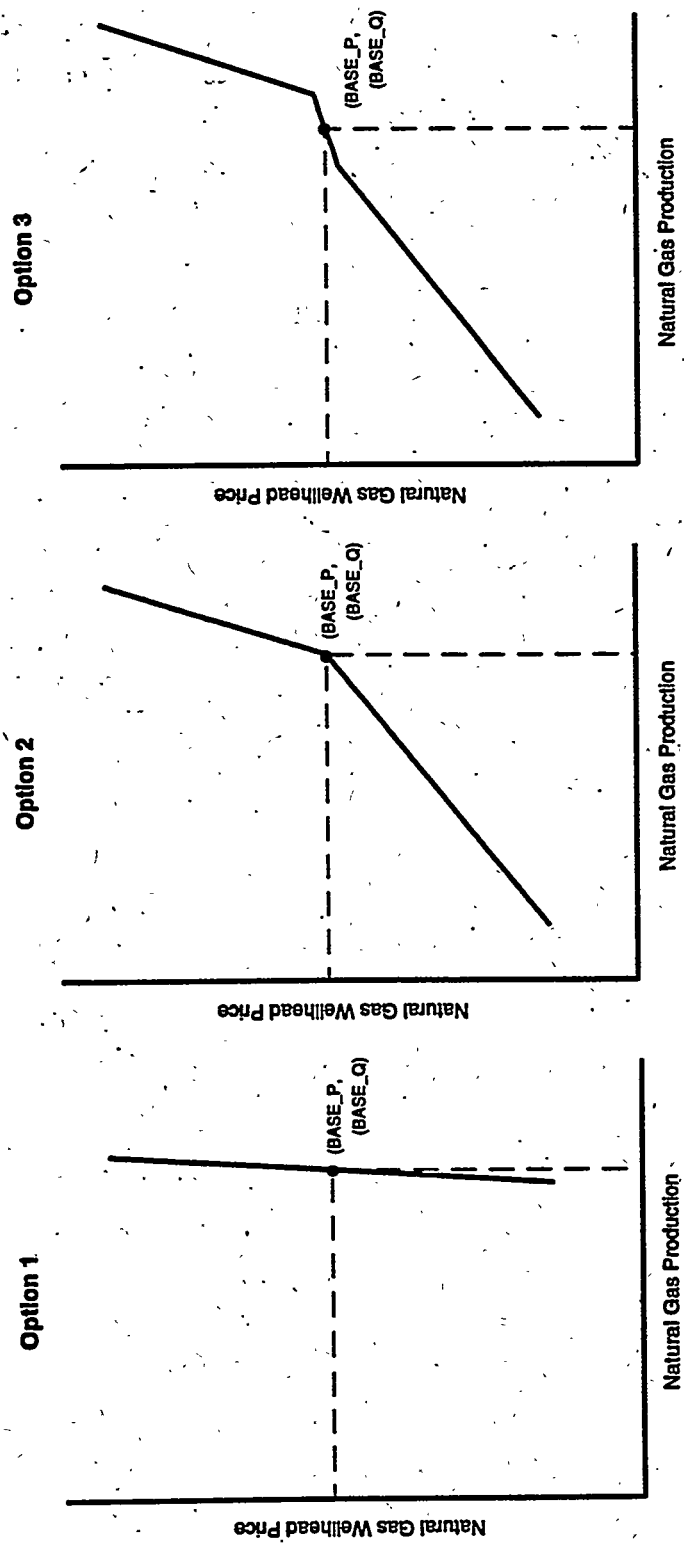 Option 1
Natural Gas Wellhead Price
(BASE_P,
(BASE_Q)
Natural Gas Production
Option 2
Natural Gas Wellhead Price
(BASE_P,
(BASE_Q)
Natural Gas Production
Option 3
Natural Gas Wellhead Price
(BASE_P,
(BASE_Q)
Natural Gas Production